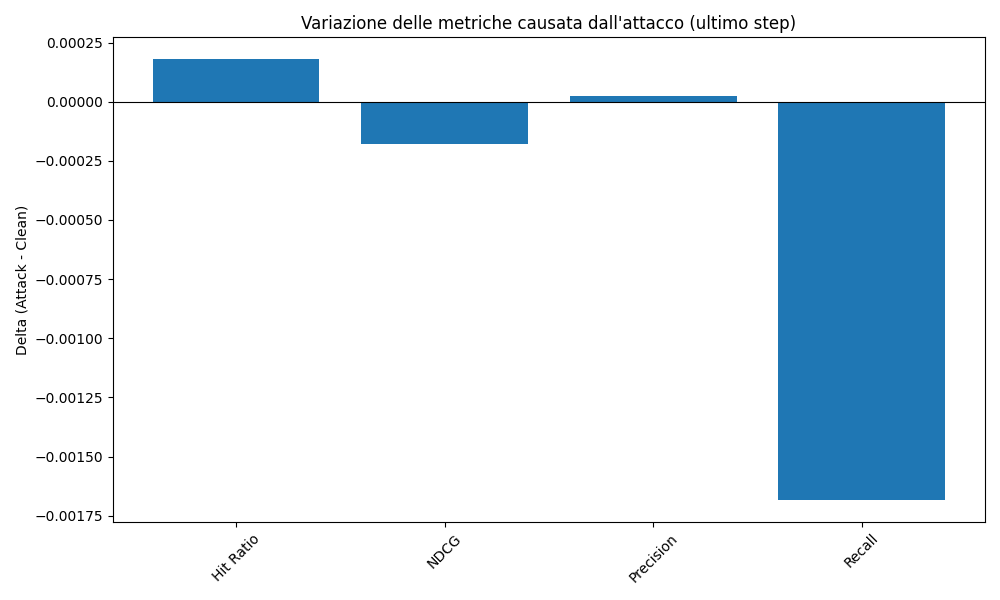 Variazione delle metriche causata dall'attacco (ultimo step)
0.00025
0.00000
−0.00025
−0.00050
−0.00075
−0.00100
−0.00125
−0.00150
−0.00175
Delta (Attack - Clean)
Hit Ratio
NDCG
Precision
Recall